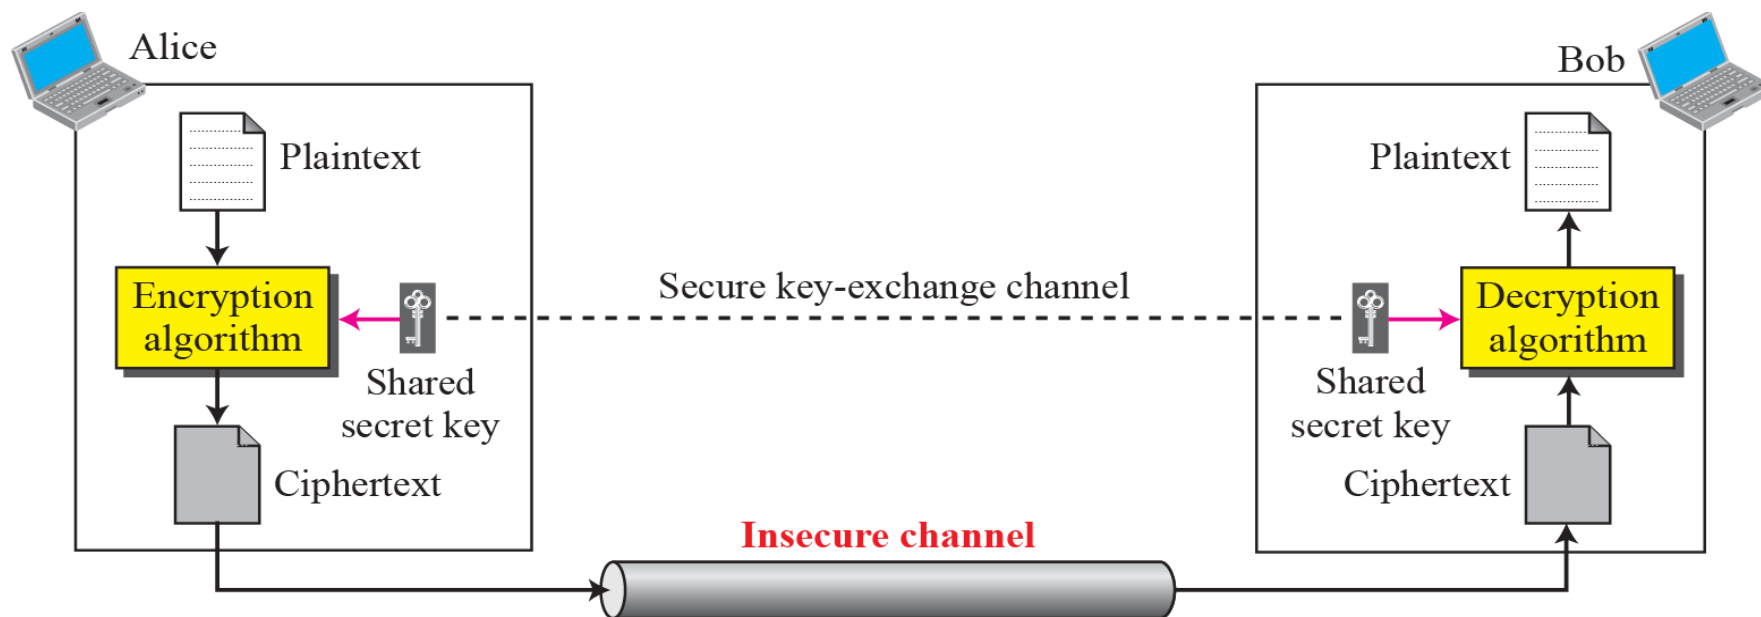 Alice
Bob
Plaintext
Plaintext
Encryption
algorithm
Secure key-exchange channel
Decryption
algorithm
Shared
secret key
Shared
secret key
Ciphertext
Ciphertext
Insecure channel